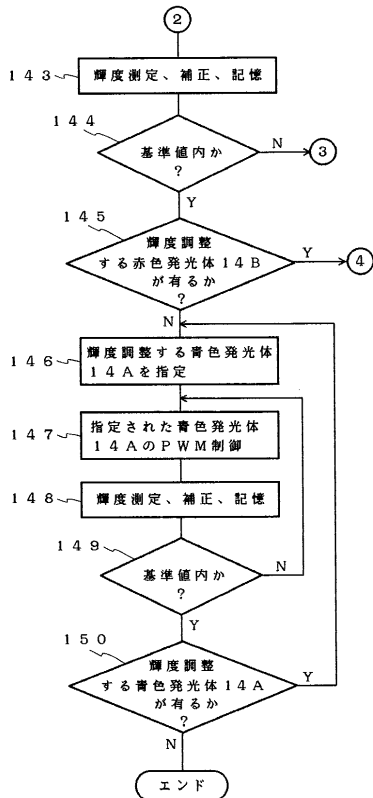 2
143
輝度測定、補正、記憶
144
基準値内か
?
N
3
Y
145
輝度調整
する赤色発光体14B
が有るか
?
Y
4
N
146
輝度調整する青色発光体
14Aを指定
147
指定された青色発光体
14AのPWM制御
148
輝度測定、補正、記憶
149
基準値内か
?
N
Y
150
輝度調整
する青色発光体14A
が有るか
?
Y
N
エンド